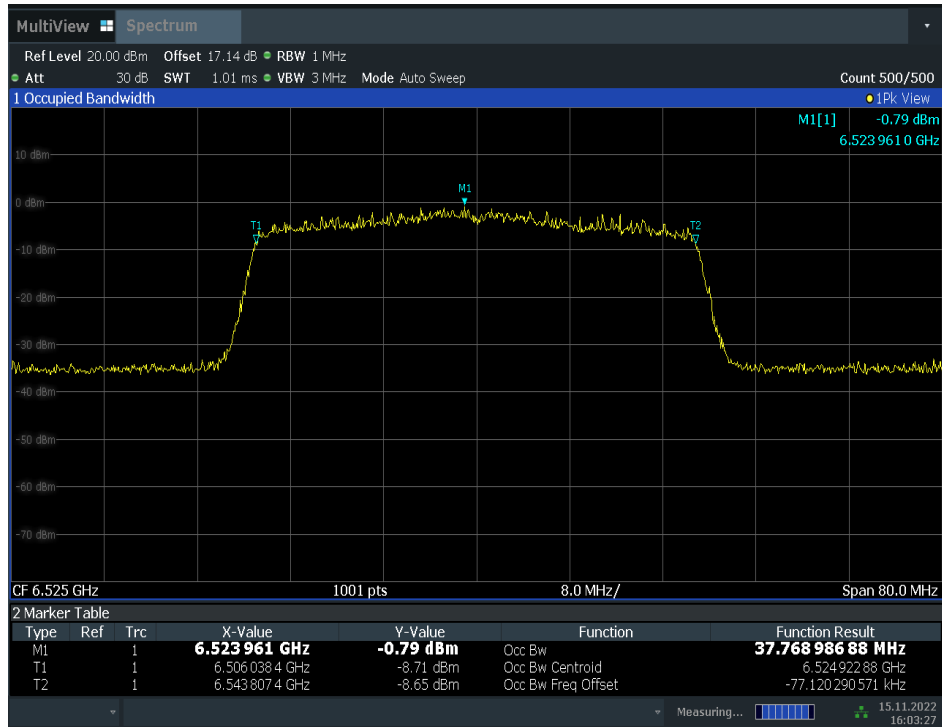 MultiView Spectrum
Ref Level 20.00 dBm Offset 17.14 dB RBW 1 MHz
Att 30 dB SWT 1.01 ms VBW 3 MHz Mode Auto Sweep Count 500/500
1 Occupied Bandwidth 1Pk View
M1[1] -0.79 dBm
6.523 961 0 GHz
10 dBm
M1
0 dBm
T1 T2
-10 dBm
-20 dBm
-30 dBm
-40 dBm
-50 dBm
-60 dBm
-70 dBm
CF 6.525 GHz 1001 pts 8.0 MHz/ Span 80.0 MHz
2 Marker Table
Type Ref Trc X-Value Y-Value Function Function Result
M1 1 6.523 961 GHz -0.79 dBm Occ Bw 37.768 986 88 MHz
T1 1 6.506 038 4 GHz -8.71 dBm Occ Bw Centroid 6.524 922 88 GHz
T2 1 6.543 807 4 GHz -8.65 dBm Occ Bw Freq Offset -77.120 290 571 kHz
Measuring... 15.11.2022
16:03:27